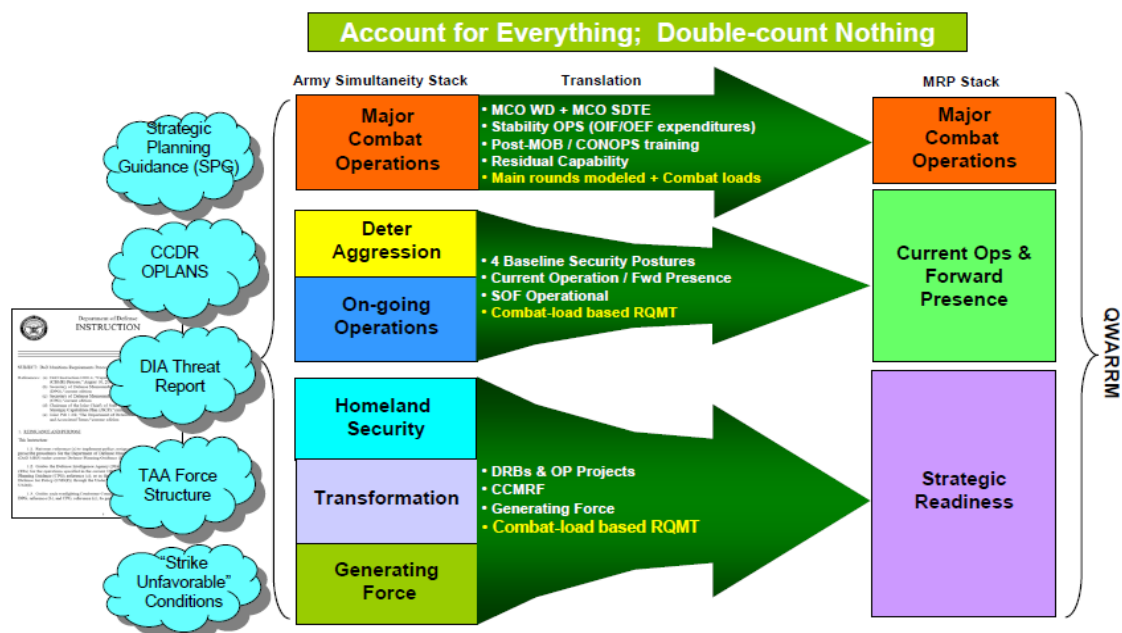 Account for Everything;  Double-count Nothing
Army Simultaneity Stack
Translation
MRP Stack
Strategic
Planning
Guidance (SPG)
CCDR
OPLANS
DIA Threat
Report
TAA Force
Structure
“Strike
Unfavorable”
Conditions
Department of Defense
INSTRUCTION
Major
Combat
Operations
• MCO WD + MCO SDTE
• Stability OPS (OIF/OEF expenditures)
• Post-MOB / CONOPS training
• Residual Capability
• Main rounds modeled + Combat loads
Major
Combat
Operations
Deter
Aggression
On-going
Operations
• 4 Baseline Security Postures
• Current Operation / Fwd Presence
• SOF Operational
• Combat-load based RQMT
Current Ops &
Forward
Presence
Homeland
Security
Transformation
Generating
Force
• DRBs & OP Projects
• CCMRF
• Generating Force
• Combat-load based RQMT
Strategic
Readiness
QWARRM